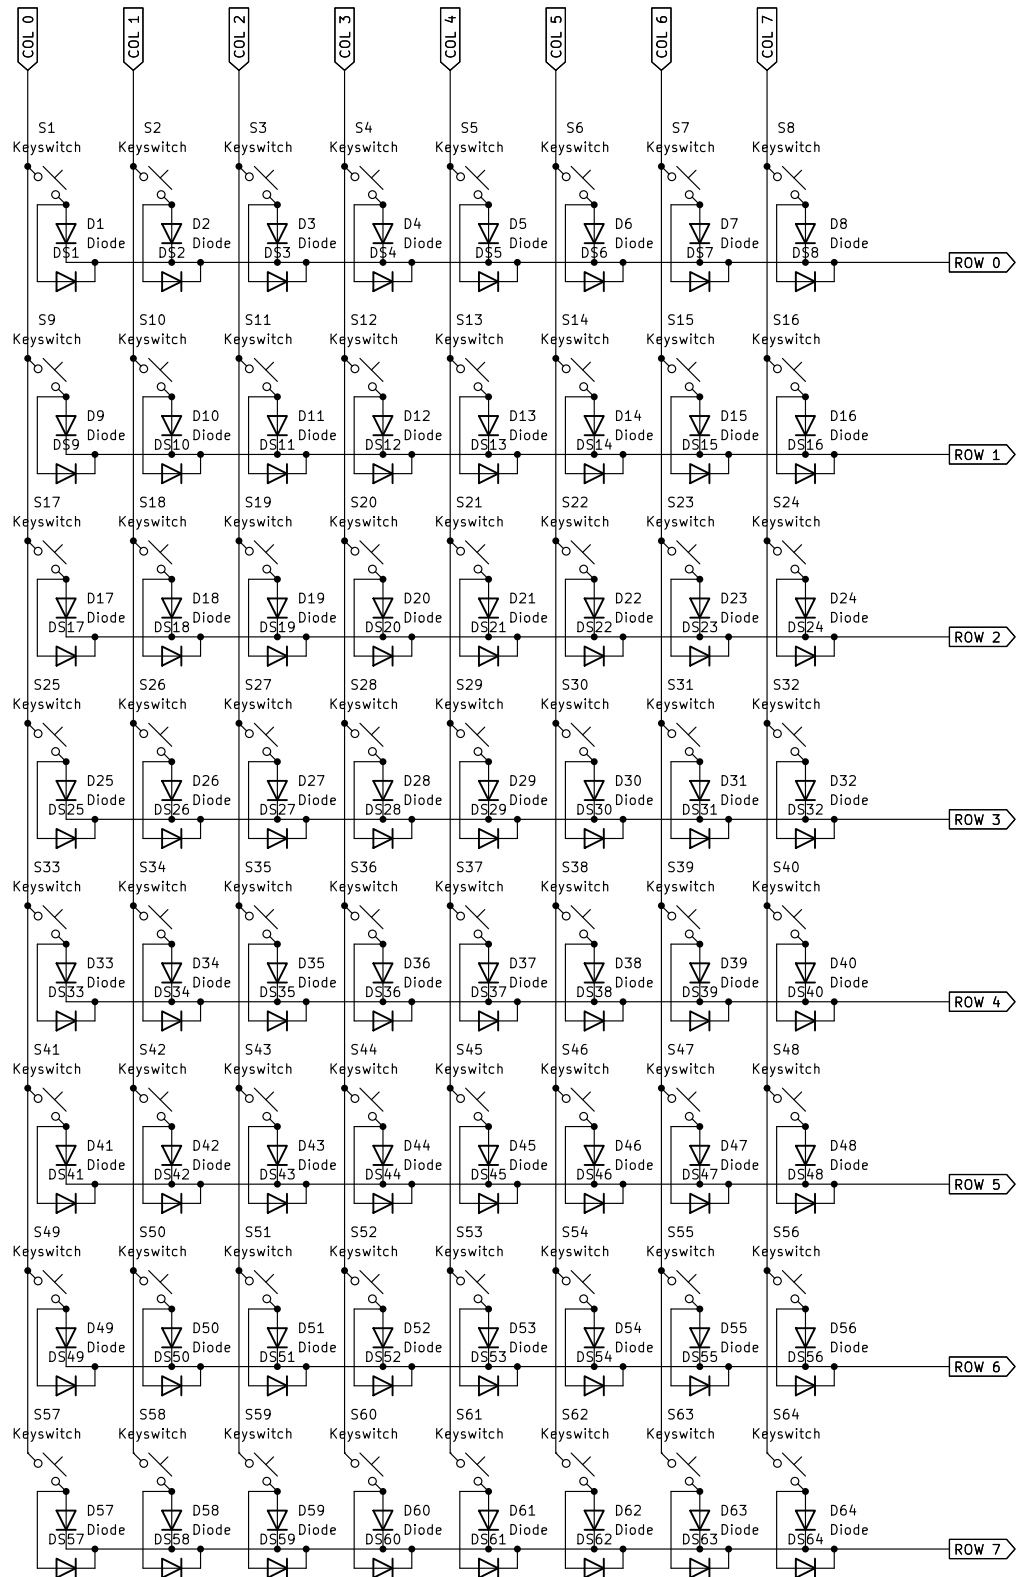 COL 0 COL 1 COL 2 COL 3 COL 4 COL 5 COL 6 COL 7
S1 S2 S3 S4 S5 S6 S7 S8
Keyswitch Keyswitch Keyswitch Keyswitch Keyswitch Keyswitch Keyswitch Keyswitch
D1 D2 D3 D4 D5 D6 D7 D8
Diode Diode Diode Diode Diode Diode Diode Diode
DS1 DS2 DS3 DS4 DS5 DS6 DS7 DS8
ROW 0
S9 S10 S11 S12 S13 S14 S15 S16
Keyswitch Keyswitch Keyswitch Keyswitch Keyswitch Keyswitch Keyswitch Keyswitch
D9 D10 D11 D12 D13 D14 D15 D16
Diode Diode Diode Diode Diode Diode Diode Diode
DS9 DS10 DS11 DS12 DS13 DS14 DS15 DS16
ROW 1
S17 S18 S19 S20 S21 S22 S23 S24
Keyswitch Keyswitch Keyswitch Keyswitch Keyswitch Keyswitch Keyswitch Keyswitch
D17 D18 D19 D20 D21 D22 D23 D24
Diode Diode Diode Diode Diode Diode Diode Diode
DS17 DS18 DS19 DS20 DS21 DS22 DS23 DS24
ROW 2
S25 S26 S27 S28 S29 S30 S31 S32
Keyswitch Keyswitch Keyswitch Keyswitch Keyswitch Keyswitch Keyswitch Keyswitch
D25 D26 D27 D28 D29 D30 D31 D32
Diode Diode Diode Diode Diode Diode Diode Diode
DS25 DS26 DS27 DS28 DS29 DS30 DS31 DS32
ROW 3
S33 S34 S35 S36 S37 S38 S39 S40
Keyswitch Keyswitch Keyswitch Keyswitch Keyswitch Keyswitch Keyswitch Keyswitch
D33 D34 D35 D36 D37 D38 D39 D40
Diode Diode Diode Diode Diode Diode Diode Diode
DS33 DS34 DS35 DS36 DS37 DS38 DS39 DS40
ROW 4
S41 S42 S43 S44 S45 S46 S47 S48
Keyswitch Keyswitch Keyswitch Keyswitch Keyswitch Keyswitch Keyswitch Keyswitch
D41 D42 D43 D44 D45 D46 D47 D48
Diode Diode Diode Diode Diode Diode Diode Diode
DS41 DS42 DS43 DS44 DS45 DS46 DS47 DS48
ROW 5
S49 S50 S51 S52 S53 S54 S55 S56
Keyswitch Keyswitch Keyswitch Keyswitch Keyswitch Keyswitch Keyswitch Keyswitch
D49 D50 D51 D52 D53 D54 D55 D56
Diode Diode Diode Diode Diode Diode Diode Diode
DS49 DS50 DS51 DS52 DS53 DS54 DS55 DS56
ROW 6
S57 S58 S59 S60 S61 S62 S63 S64
Keyswitch Keyswitch Keyswitch Keyswitch Keyswitch Keyswitch Keyswitch Keyswitch
D57 D58 D59 D60 D61 D62 D63 D64
Diode Diode Diode Diode Diode Diode Diode Diode
DS57 DS58 DS59 DS60 DS61 DS62 DS63 DS64
ROW 7